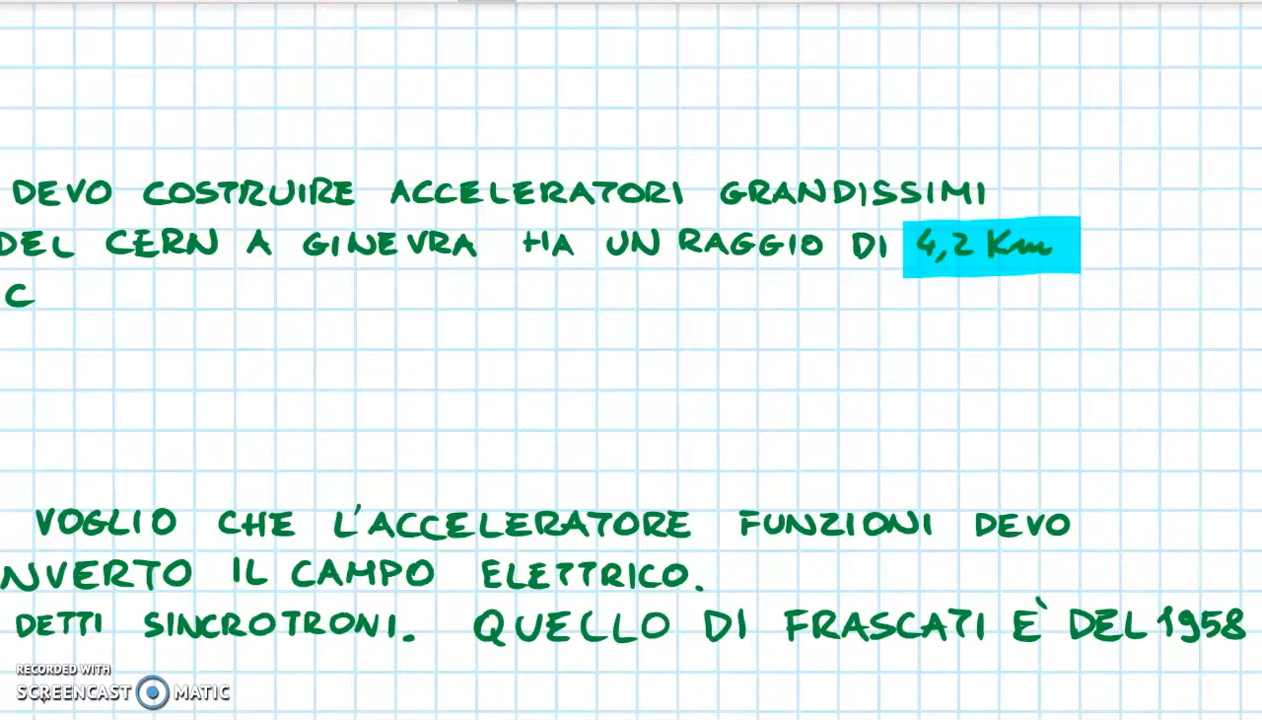 DEVO COSTRUIRE ACCELERATORI GRANDISSIMI
DEL CERN A GINEVRA HA UN RAGGIO DI 4,2 Km
C
VOGLIO CHE L'ACCELERATORE FUNZIONI DEVO
NVERTO IL CAMPO ELETTRICO.
DETTI SINCROTRONI. QUELLO DI FRASCATI E' DEL 1958
RECORDED WITH
SCREENCAST MATIC